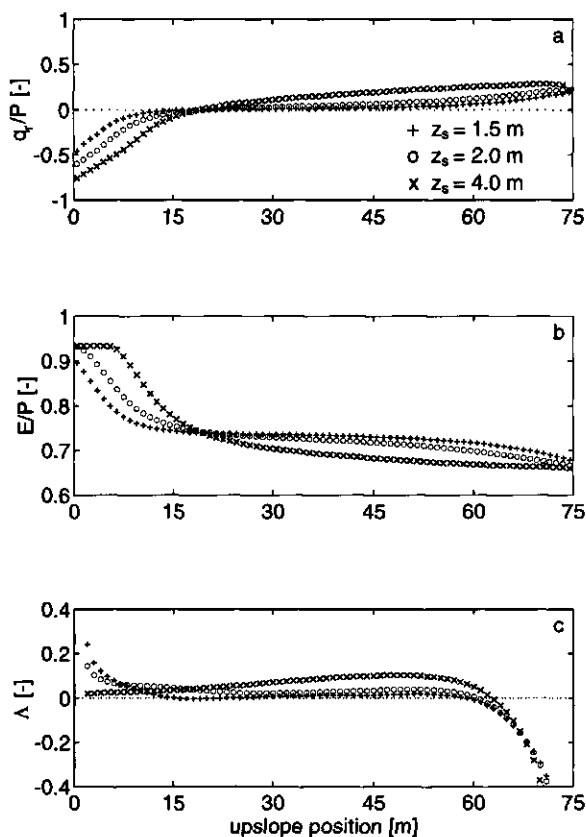 a
q_r/P [-]
1
0.5
0
-0.5
-1
+ z_s = 1.5 m
o z_s = 2.0 m
x z_s = 4.0 m
0 15 30 45 60 75
b
E/P [-]
1
0.9
0.8
0.7
0.6
0 15 30 45 60 75
c
Λ [-]
0.4
0.2
0
-0.2
-0.4
0 15 30 45 60 75
upslope position [m]